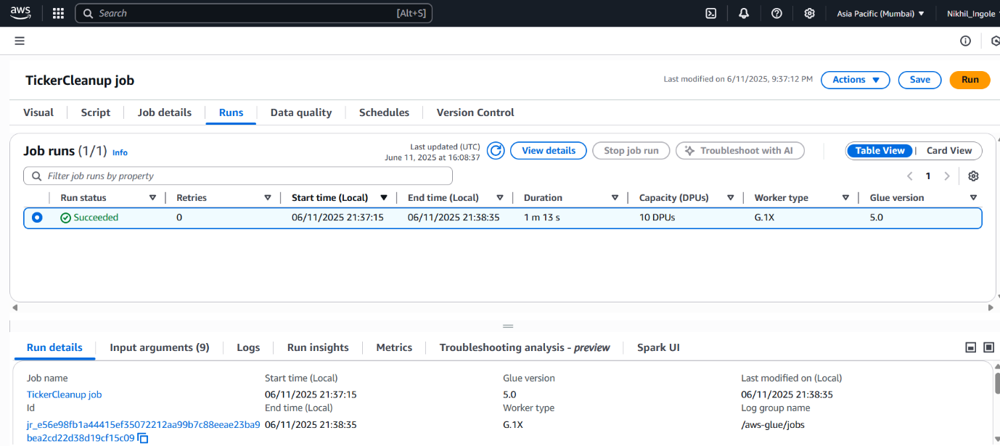 aws
Search [Alt+S]
Asia Pacific (Mumbai) Nikhil_Ingole
TickerCleanup job
Last modified on 6/11/2025, 9:37:12 PM
Actions Save Run
Visual Script Job details Runs Data quality Schedules Version Control
Job runs (1/1) Info
Last updated (UTC)
June 11, 2025 at 16:08:37
View details Stop job run Troubleshoot with AI
Table View Card View
Filter job runs by property
1
Run status Retries Start time (Local) End time (Local) Duration Capacity (DPUs) Worker type Glue version
Succeeded 0 06/11/2025 21:37:15 06/11/2025 21:38:35 1 m 13 s 10 DPUs G.1X 5.0
Run details Input arguments (9) Logs Run insights Metrics Troubleshooting analysis - preview Spark UI
Job name Start time (Local) Glue version Last modified on (Local)
TickerCleanup job 06/11/2025 21:37:15 5.0 06/11/2025 21:38:35
Id End time (Local) Worker type Log group name
jr_e56e98fb1a44415ef35072212aa99b7c88eeae23ba9 06/11/2025 21:38:35 G.1X /aws-glue/jobs
bea2cd22d38d19cf15c09